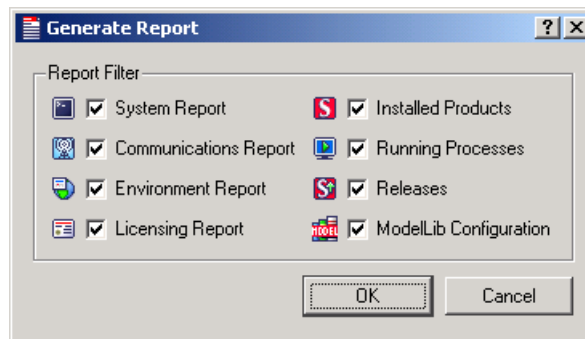 Generate Report
Report Filter
System Report
Communications Report
Environment Report
Licensing Report
Installed Products
Running Processes
Releases
ModelLib Configuration
OK
Cancel